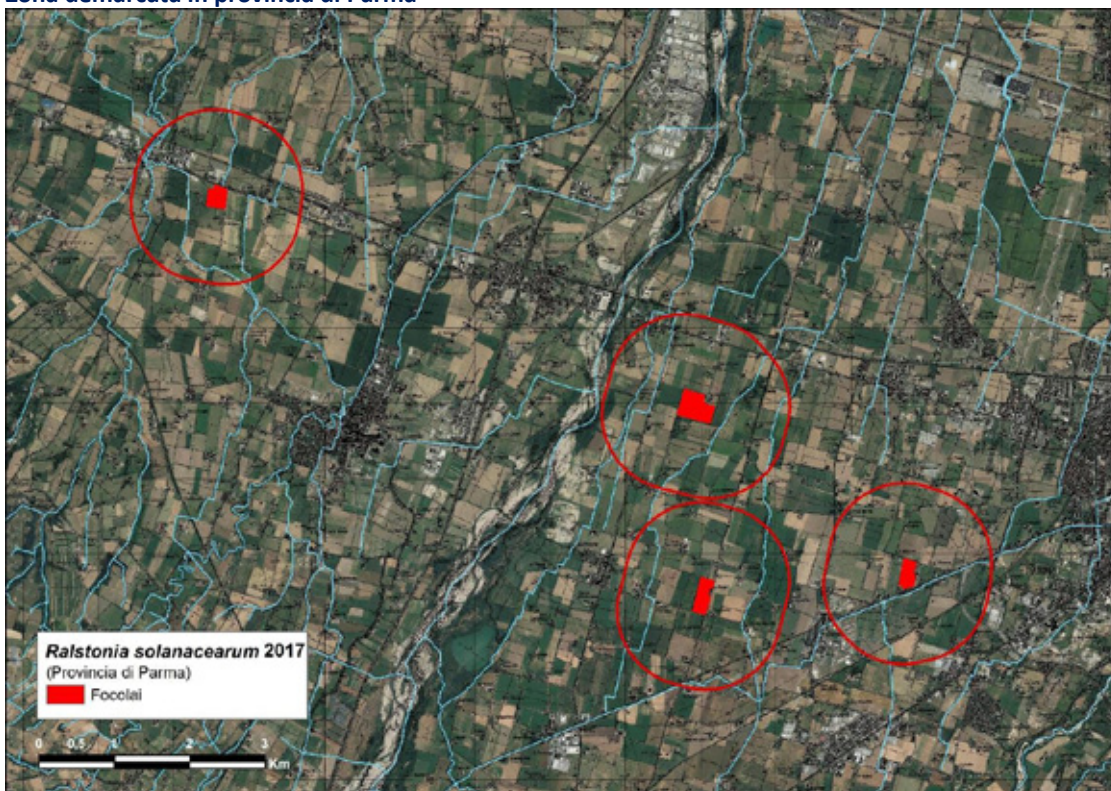 Zona demarcata in provincia di Parma
Ralstonia solanacearum 2017
(Provincia di Parma)
Focolai
0 0,5 1 2 3
Km